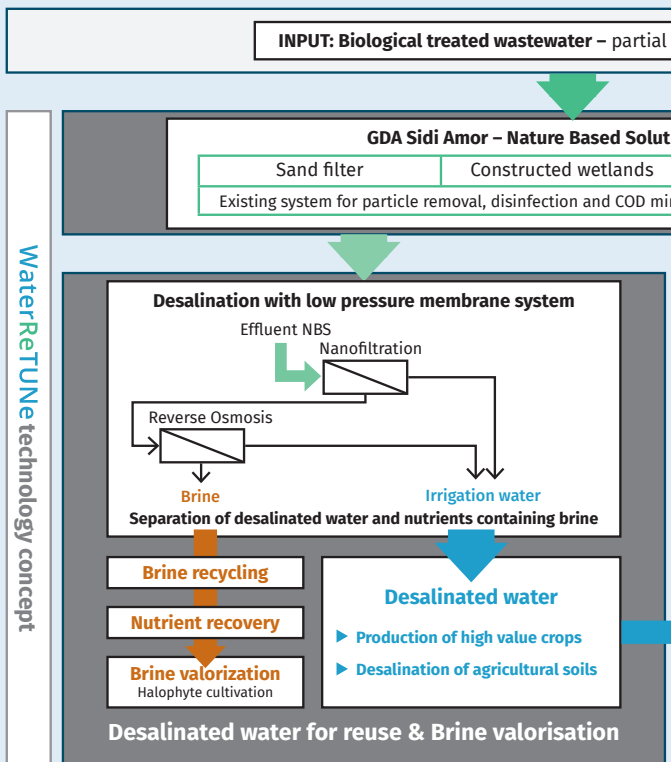 INPUT: Biological treated wastewater – partial
GDA Sidi Amor – Nature Based
Sand filter
Constructed wetlands
Existing system for particle removal, disinfection and COD
WaterReTUNe technology concept
Desalination with low pressure membrane system
Effluent NBS
Nanofiltration
Reverse Osmosis
Brine
Irrigation water
Separation of desalinated water and nutrients containing brine
Brine recycling
Nutrient recovery
Brine valorization
Halophyte cultivation
Desalinated water
Production of high value crops
Desalination of agricultural soils
Desalinated water for reuse & Brine valorisation